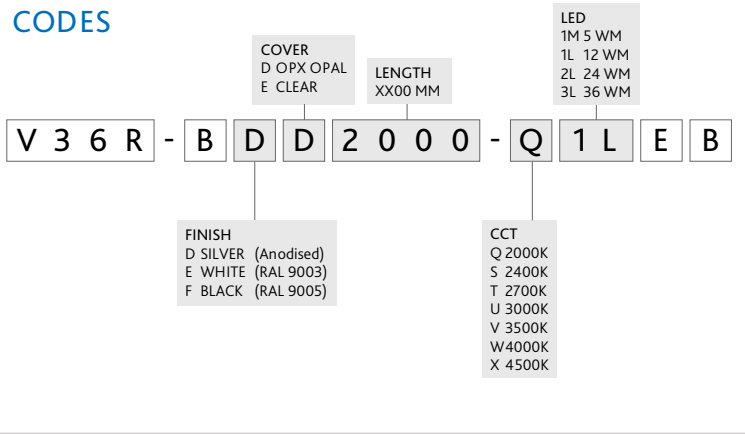 CODES
COVER
D OPX OPAL
E CLEAR
LENGTH
XX00 MM
LED
1M 5 WM
1L 12 WM
2L 24 WM
3L 36 WM
V 3 6 R - B D D 2 0 0 0 - Q 1 L E B
FINISH
D SILVER (Anodised)
E WHITE (RAL 9003)
F BLACK (RAL 9005)
CCT
Q 2000K
S 2400K
T 2700K
U 3000K
V 3500K
W4000K
X 4500K